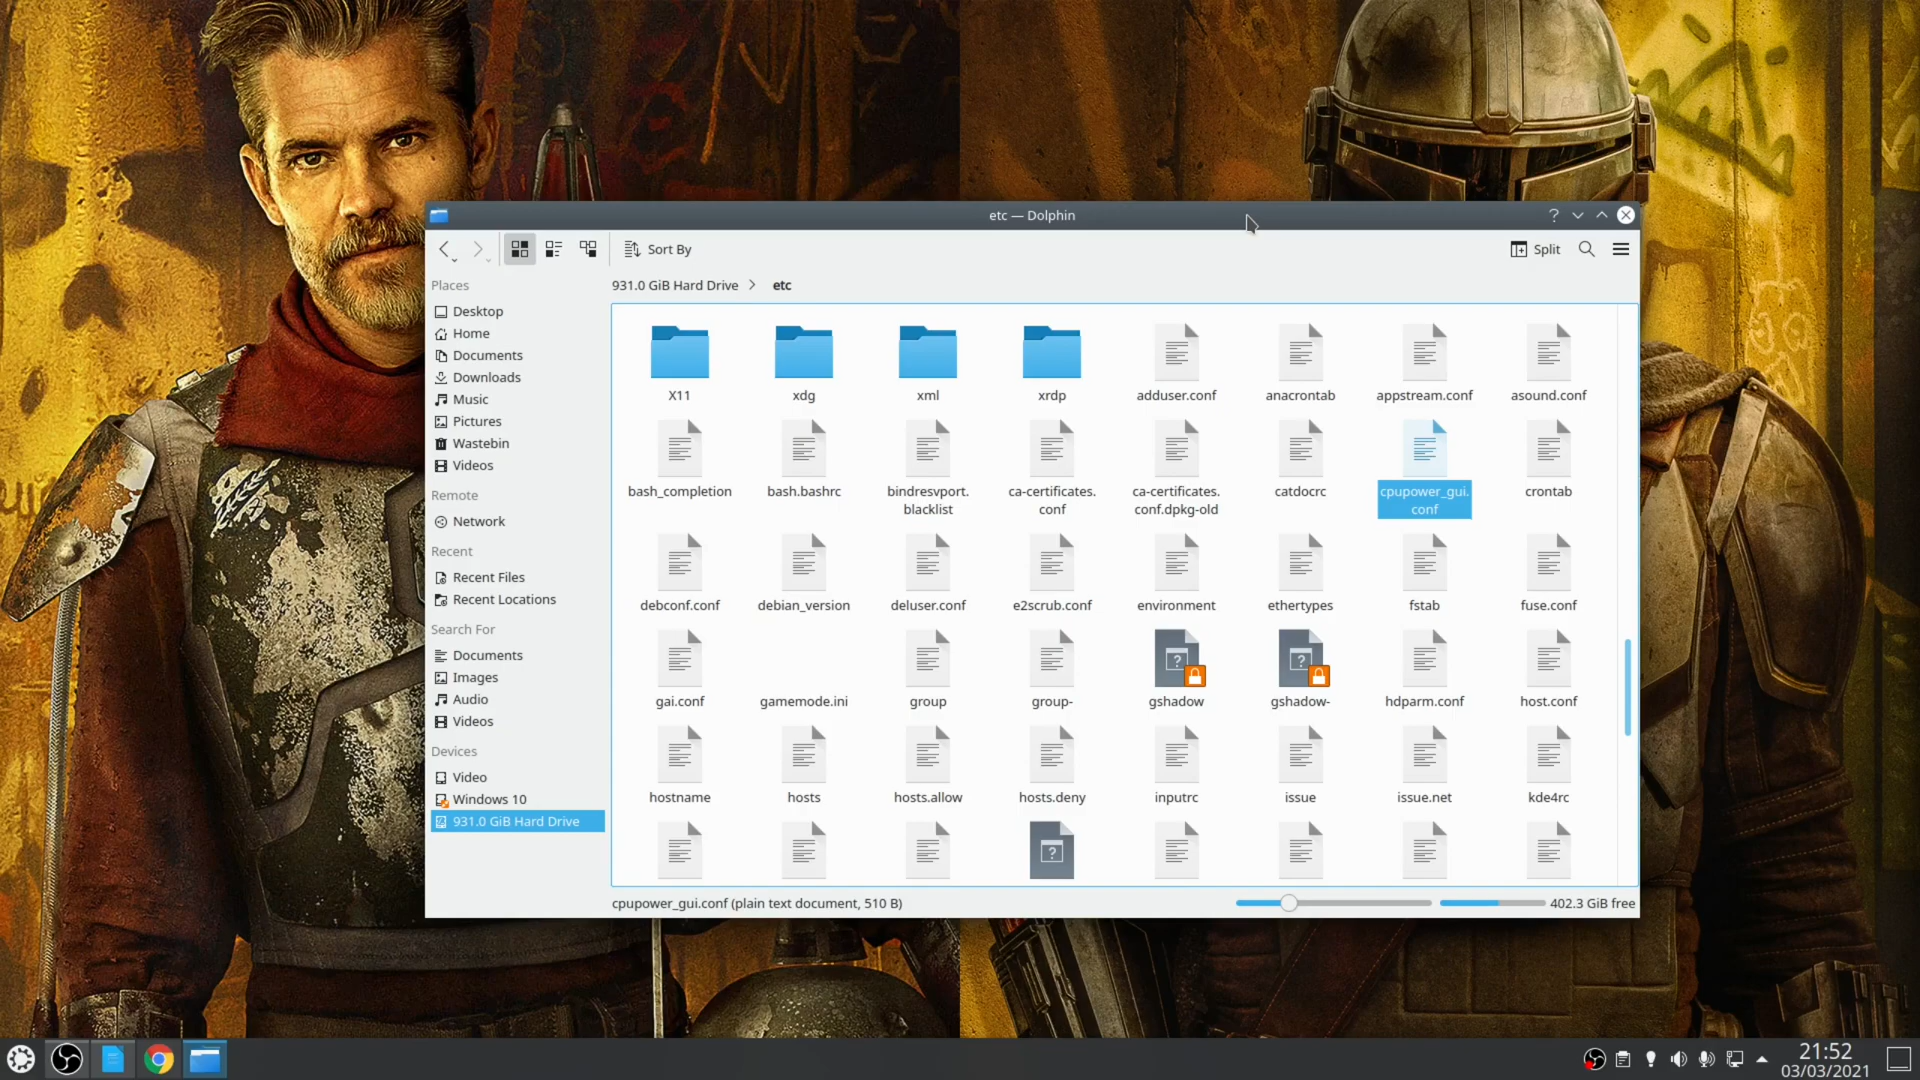 etc — Dolphin
Sort By
Split
Places
931.0 GiB Hard Drive > etc
Desktop
Home
Documents
Downloads
Music
Pictures
Wastebin
Videos
Remote
Network
Recent
Recent Files
Recent Locations
Search For
Documents
Images
Audio
Videos
Devices
Video
Windows 10
931.0 GiB Hard Drive
X11
xdg
xml
xrdp
adduser.conf
anacrontab
appstream.conf
asound.conf
bash_completion
bash.bashrc
bindresvport.
blacklist
ca-certificates.
conf
ca-certificates.
conf.dpkg-old
catdocrc
cpupower_gui.
conf
crontab
debconf.conf
debian_version
deluser.conf
e2scrub.conf
environment
ethertypes
fstab
fuse.conf
gai.conf
gamemode.ini
group
group-
gshadow
gshadow-
hdparm.conf
host.conf
hostname
hosts
hosts.allow
hosts.deny
inputrc
issue
issue.net
kde4rc
cpupower_gui.conf (plain text document, 510 B)
402.3 GiB free
21:52
03/03/2021